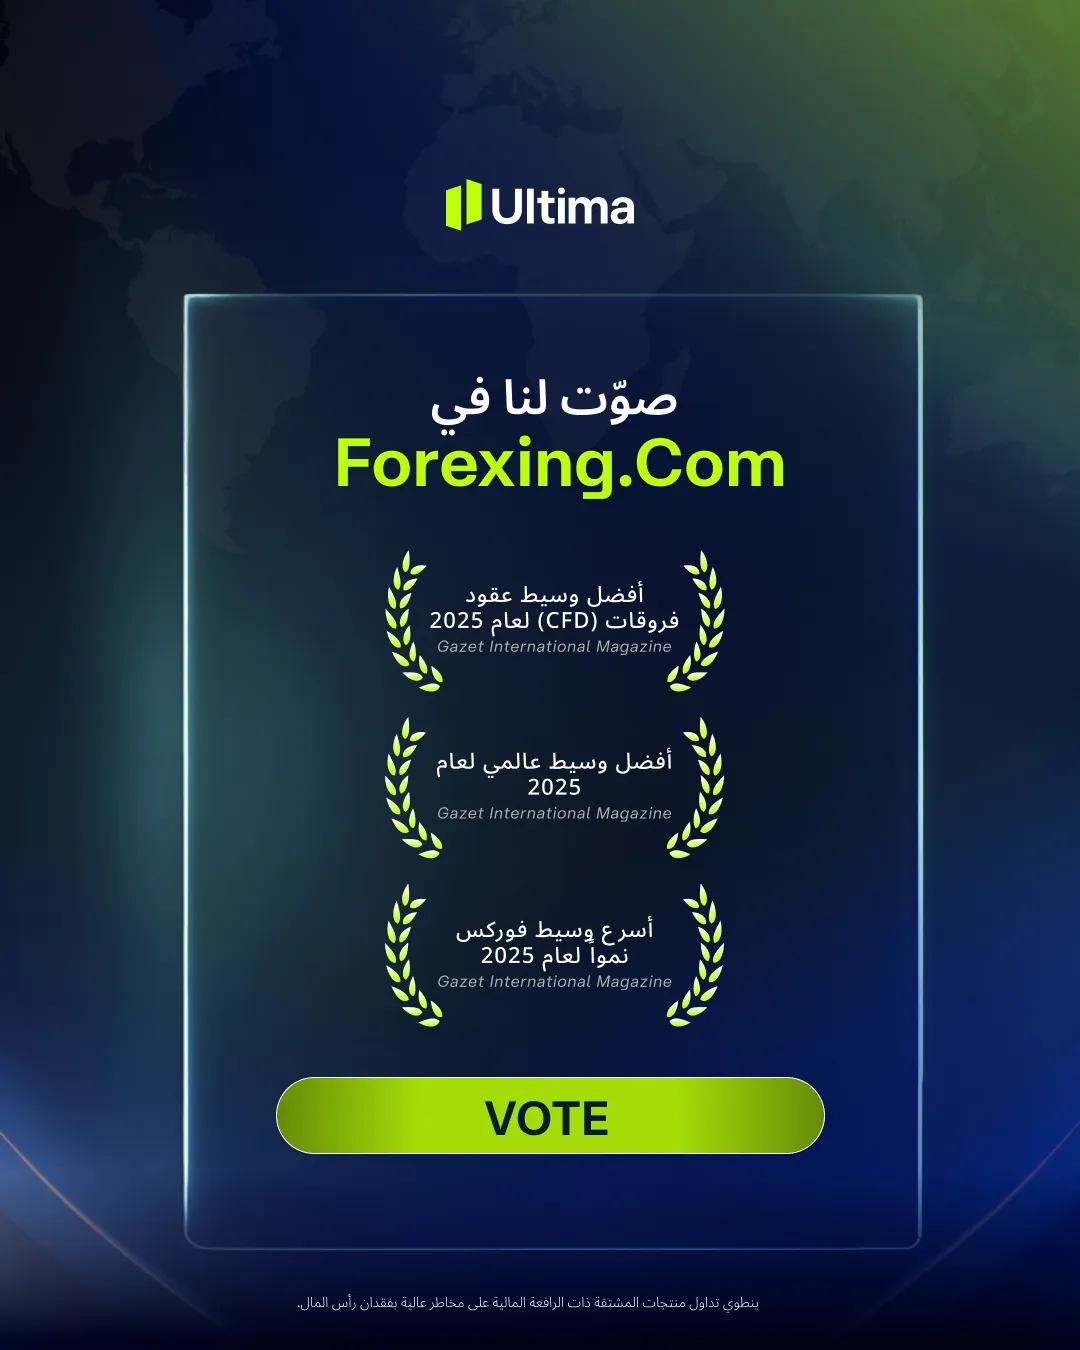 Ultima
صوّت لنا في
Forexing.Com
أفضل وسيط عقود
فروقات (CFD) لعام 2025
Gazet International Magazine
أفضل وسيط عالمي لعام
2025
Gazet International Magazine
أسرع وسيط فوركس
نمواً لعام 2025
Gazet International Magazine
VOTE
ينطوي تداول منتجات المشتقة ذات الرافعة المالية على مخاطر عالية بفقدان رأس المال.